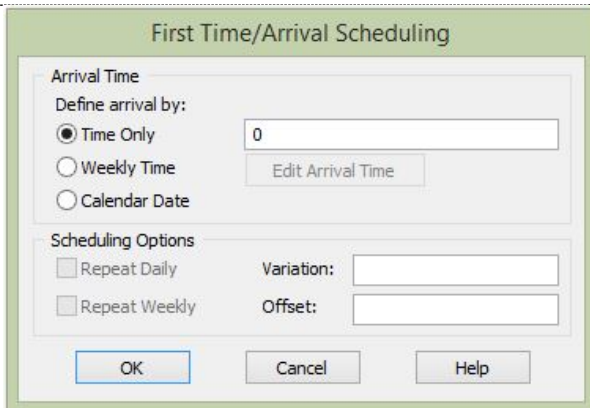 First Time/Arrival Scheduling
Arrival Time
Define arrival by:
Time Only 0
Weekly Time Edit Arrival Time
Calendar Date
Scheduling Options
Repeat Daily Variation:
Repeat Weekly Offset:
OK Cancel Help